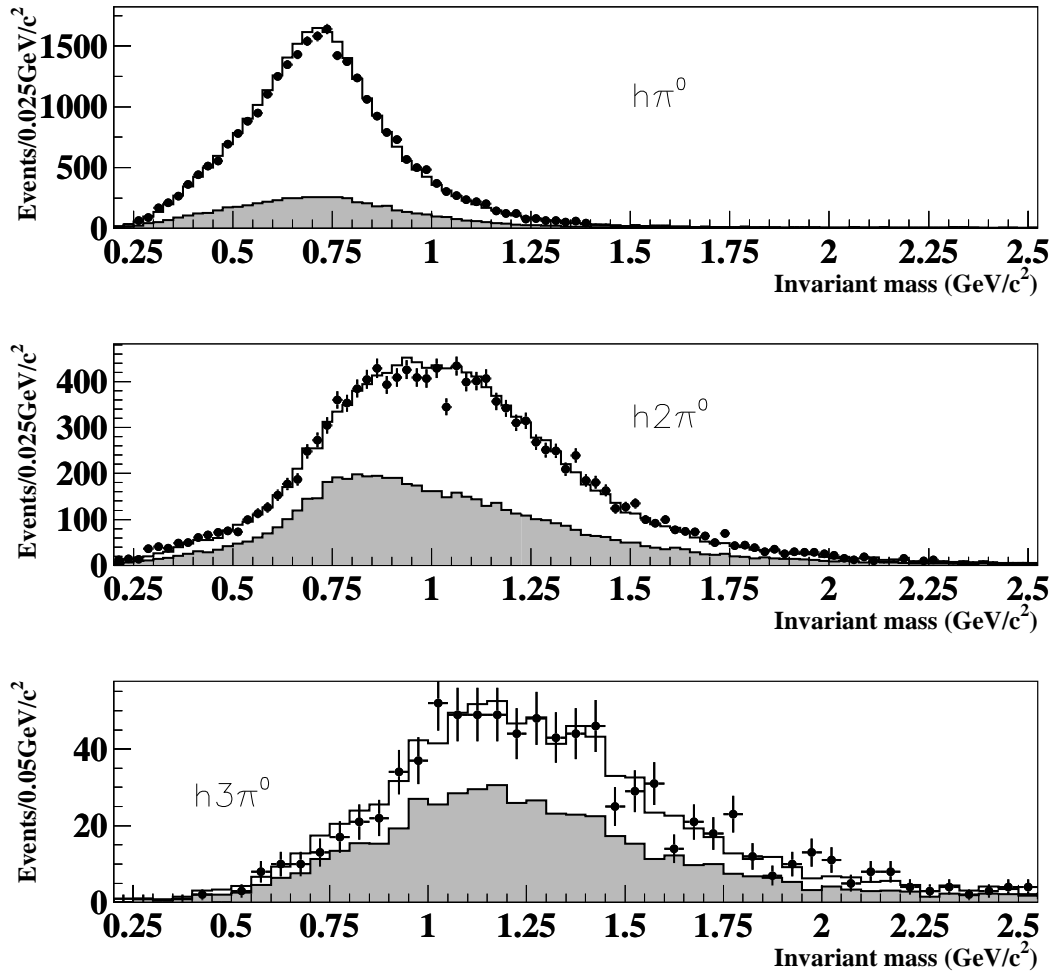 Events/0.025GeV/c²
1500
1000
500
0
hπ⁰
0.25 0.5 0.75 1 1.25 1.5 1.75 2 2.25 2.5
Invariant mass (GeV/c²)
Events/0.025GeV/c²
400
300
200
100
0
h2π⁰
0.25 0.5 0.75 1 1.25 1.5 1.75 2 2.25 2.5
Invariant mass (GeV/c²)
Events/0.05GeV/c²
40
20
0
h3π⁰
0.25 0.5 0.75 1 1.25 1.5 1.75 2 2.25 2.5
Invariant mass (GeV/c²)